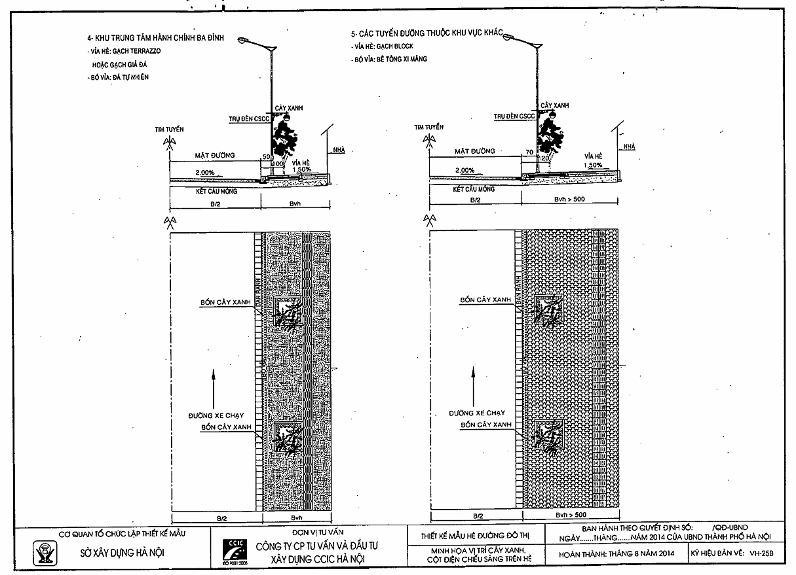 4- KHU TRUNG TÂM HÀNH CHÍNH BA ĐÌNH
- VỈA HÈ: GẠCH TERRAZZO
HOẶC GẠCH GIẢ ĐÁ
- BÓ VỈA: ĐÁ TỰ NHIÊN
TIM TUYẾN
CÂY XANH
TRỤ ĐÈN CSCC
NHÀ
MẶT ĐƯỜNG
50
VỈA HÈ
2.00%
1.50%
KẾT CẤU MỎNG
B/2
Bvh
BỒN CÂY XANH
ĐƯỜNG XE CHẠY
BỒN CÂY XANH
B/2
Bvh
5- CÁC TUYẾN ĐƯỜNG THUỘC KHU VỰC KHÁC
- VỈA HÈ: GẠCH BLOCK
- BÓ VỈA: BÊ TÔNG XI MĂNG
TIM TUYẾN
CÂY XANH
TRỤ ĐÈN CSCC
NHÀ
MẶT ĐƯỜNG
70
VỈA HÈ
2.00%
1.50%
KẾT CẤU MỎNG
B/2
Bvh > 500
BỒN CÂY XANH
ĐƯỜNG XE CHẠY
BỒN CÂY XANH
B/2
Bvh > 500
CƠ QUAN TỔ CHỨC LẬP THIẾT KẾ MẪU
SỞ XÂY DỰNG HÀ NỘI
CCIC
ISO 9001:2008
ĐƠN VỊ TƯ VẤN
CÔNG TY CP TƯ VẤN VÀ ĐẦU TƯ
XÂY DỰNG CCIC HÀ NỘI
THIẾT KẾ MẪU HÈ ĐƯỜNG ĐÔ THỊ
MINH HỌA VỊ TRÍ CÂY XANH,
CỘT ĐIỆN CHIẾU SÁNG TRÊN HÈ
BAN HÀNH THEO QUYẾT ĐỊNH SỐ: /QĐ-UBND
NGÀY......THÁNG......NĂM 2014 CỦA UBND THÀNH PHỐ HÀ NỘI
HOÀN THÀNH: THÁNG 8 NĂM 2014
KÝ HIỆU BẢN VẼ: VH-25B